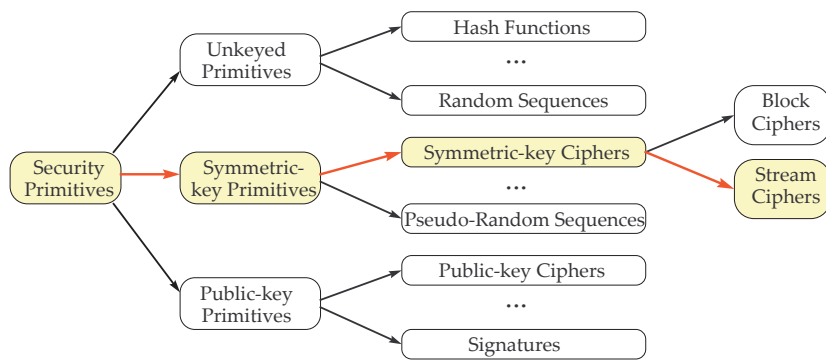 Security
Primitives
Unkeyed
Primitives
Hash Functions
...
Random Sequences
Symmetric-
key Primitives
Symmetric-key Ciphers
...
Pseudo-Random Sequences
Block
Ciphers
Stream
Ciphers
Public-key
Primitives
Public-key Ciphers
...
Signatures